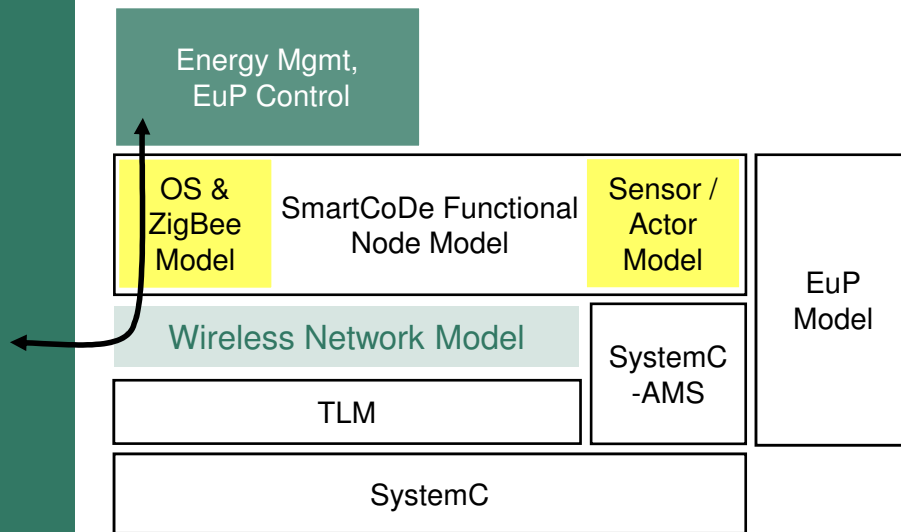 Energy Mgmt,
EuP Control
OS &
ZigBee
Model
SmartCoDe Functional
Node Model
Sensor /
Actor
Model
EuP
Model
Wireless Network Model
SystemC
-AMS
TLM
SystemC